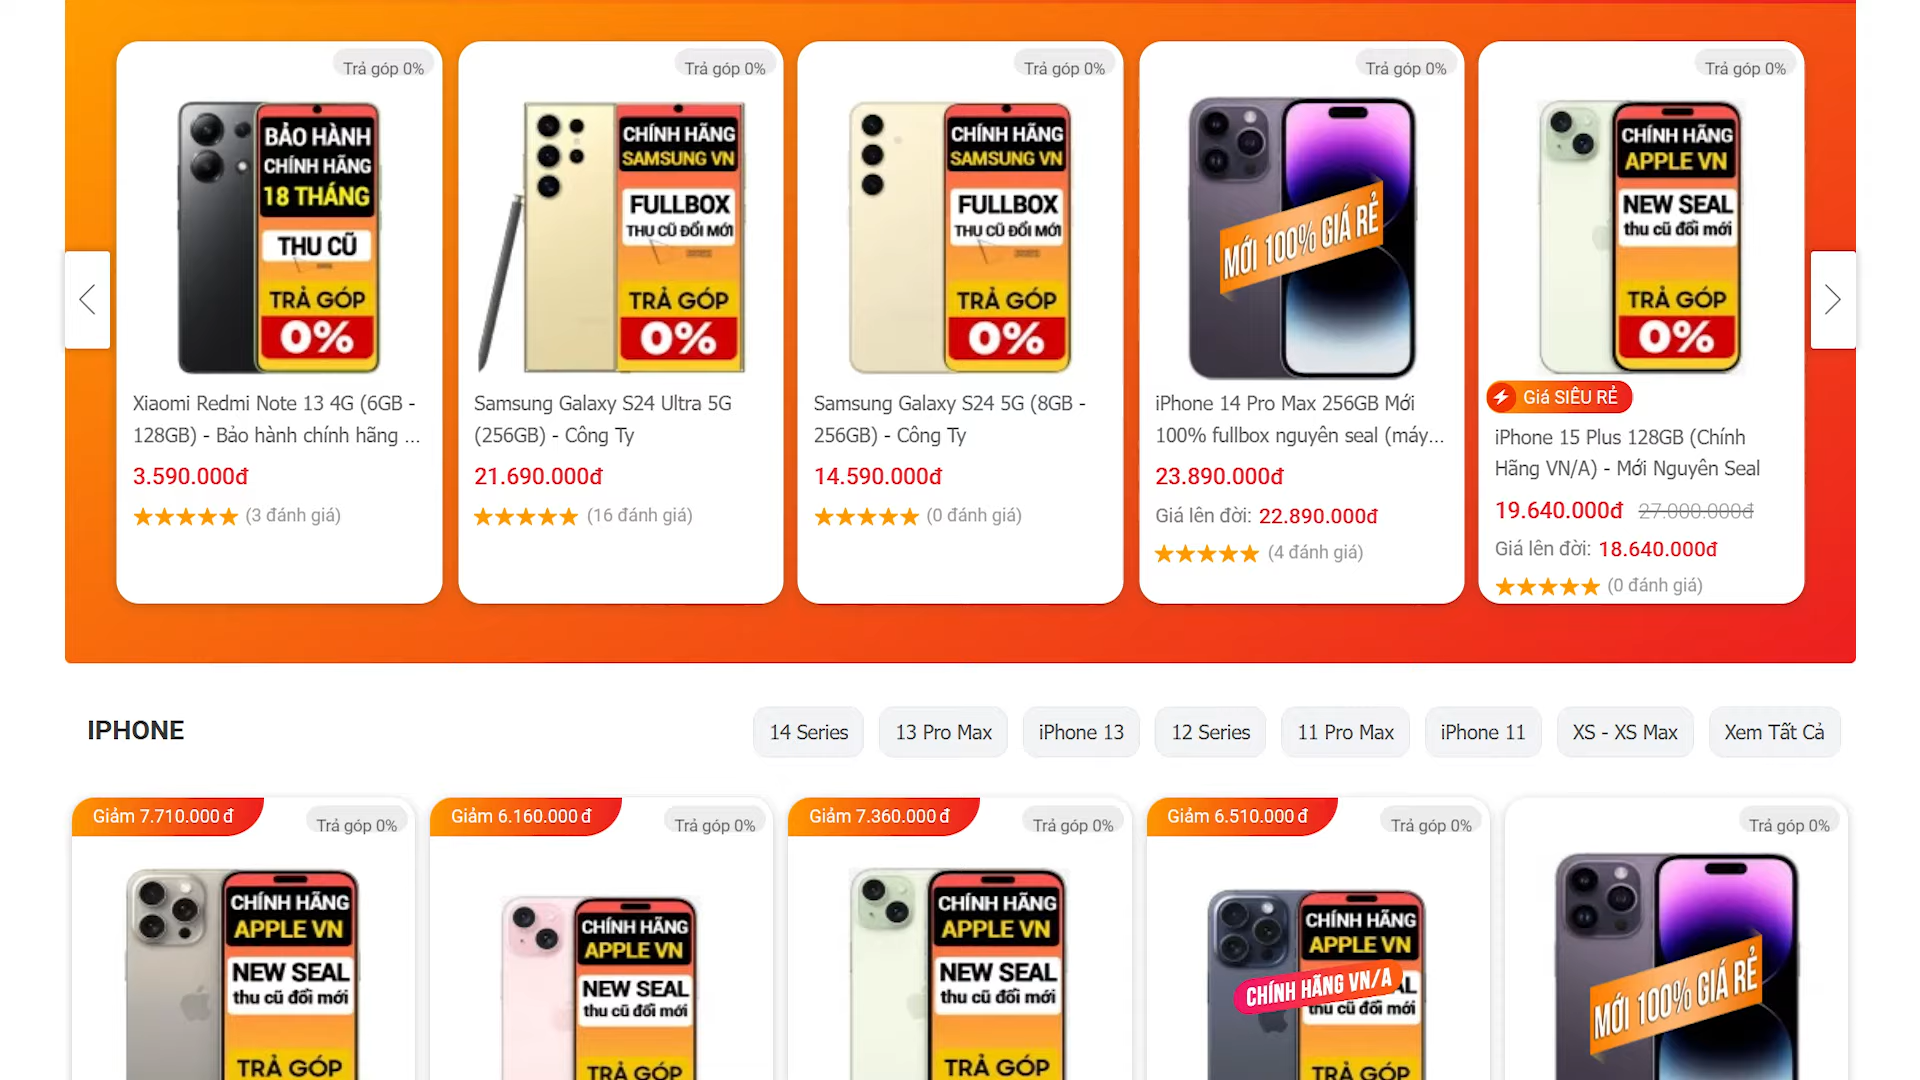 Trả góp 0%
Trả góp 0%
Trả góp 0%
Trả góp 0%
Trả góp 0%
BẢO HÀNH
CHÍNH HÃNG
18 THÁNG
THU CŨ
TRẢ GÓP
0%
CHÍNH HÃNG
SAMSUNG VN
FULLBOX
THU CŨ ĐỔI MỚI
TRẢ GÓP
0%
CHÍNH HÃNG
SAMSUNG VN
FULLBOX
THU CŨ ĐỔI MỚI
TRẢ GÓP
0%
MỚI 100% GIÁ RẺ
CHÍNH HÃNG
APPLE VN
NEW SEAL
thu cũ đổi mới
TRẢ GÓP
0%
Xiaomi Redmi Note 13 4G (6GB -
128GB) - Bảo hành chính hãng ...
3.590.000đ
(3 đánh giá)
Samsung Galaxy S24 Ultra 5G
(256GB) - Công Ty
21.690.000đ
(16 đánh giá)
Samsung Galaxy S24 5G (8GB -
256GB) - Công Ty
14.590.000đ
(0 đánh giá)
iPhone 14 Pro Max 256GB Mới
100% fullbox nguyên seal (máy...
23.890.000đ
Giá lên đời: 22.890.000đ
(4 đánh giá)
Giá SIÊU RẺ
iPhone 15 Plus 128GB (Chính
Hãng VN/A) - Mới Nguyên Seal
19.640.000đ 27.000.000đ
Giá lên đời: 18.640.000đ
(0 đánh giá)
IPHONE
14 Series
13 Pro Max
iPhone 13
12 Series
11 Pro Max
iPhone 11
XS - XS Max
Xem Tất Cả
Giảm 7.710.000 đ
Trả góp 0%
Giảm 6.160.000 đ
Trả góp 0%
Giảm 7.360.000 đ
Trả góp 0%
Giảm 6.510.000 đ
Trả góp 0%
Trả góp 0%
CHÍNH HÃNG
APPLE VN
NEW SEAL
thu cũ đổi mới
TRẢ GÓP
CHÍNH HÃNG
APPLE VN
NEW SEAL
thu cũ đổi mới
TRẢ GÓP
CHÍNH HÃNG
APPLE VN
NEW SEAL
thu cũ đổi mới
TRẢ GÓP
CHÍNH HÃNG
APPLE VN
CHÍNH HÃNG VN/A
thu cũ đổi mới
TRẢ GÓP
MỚI 100% GIÁ RẺ